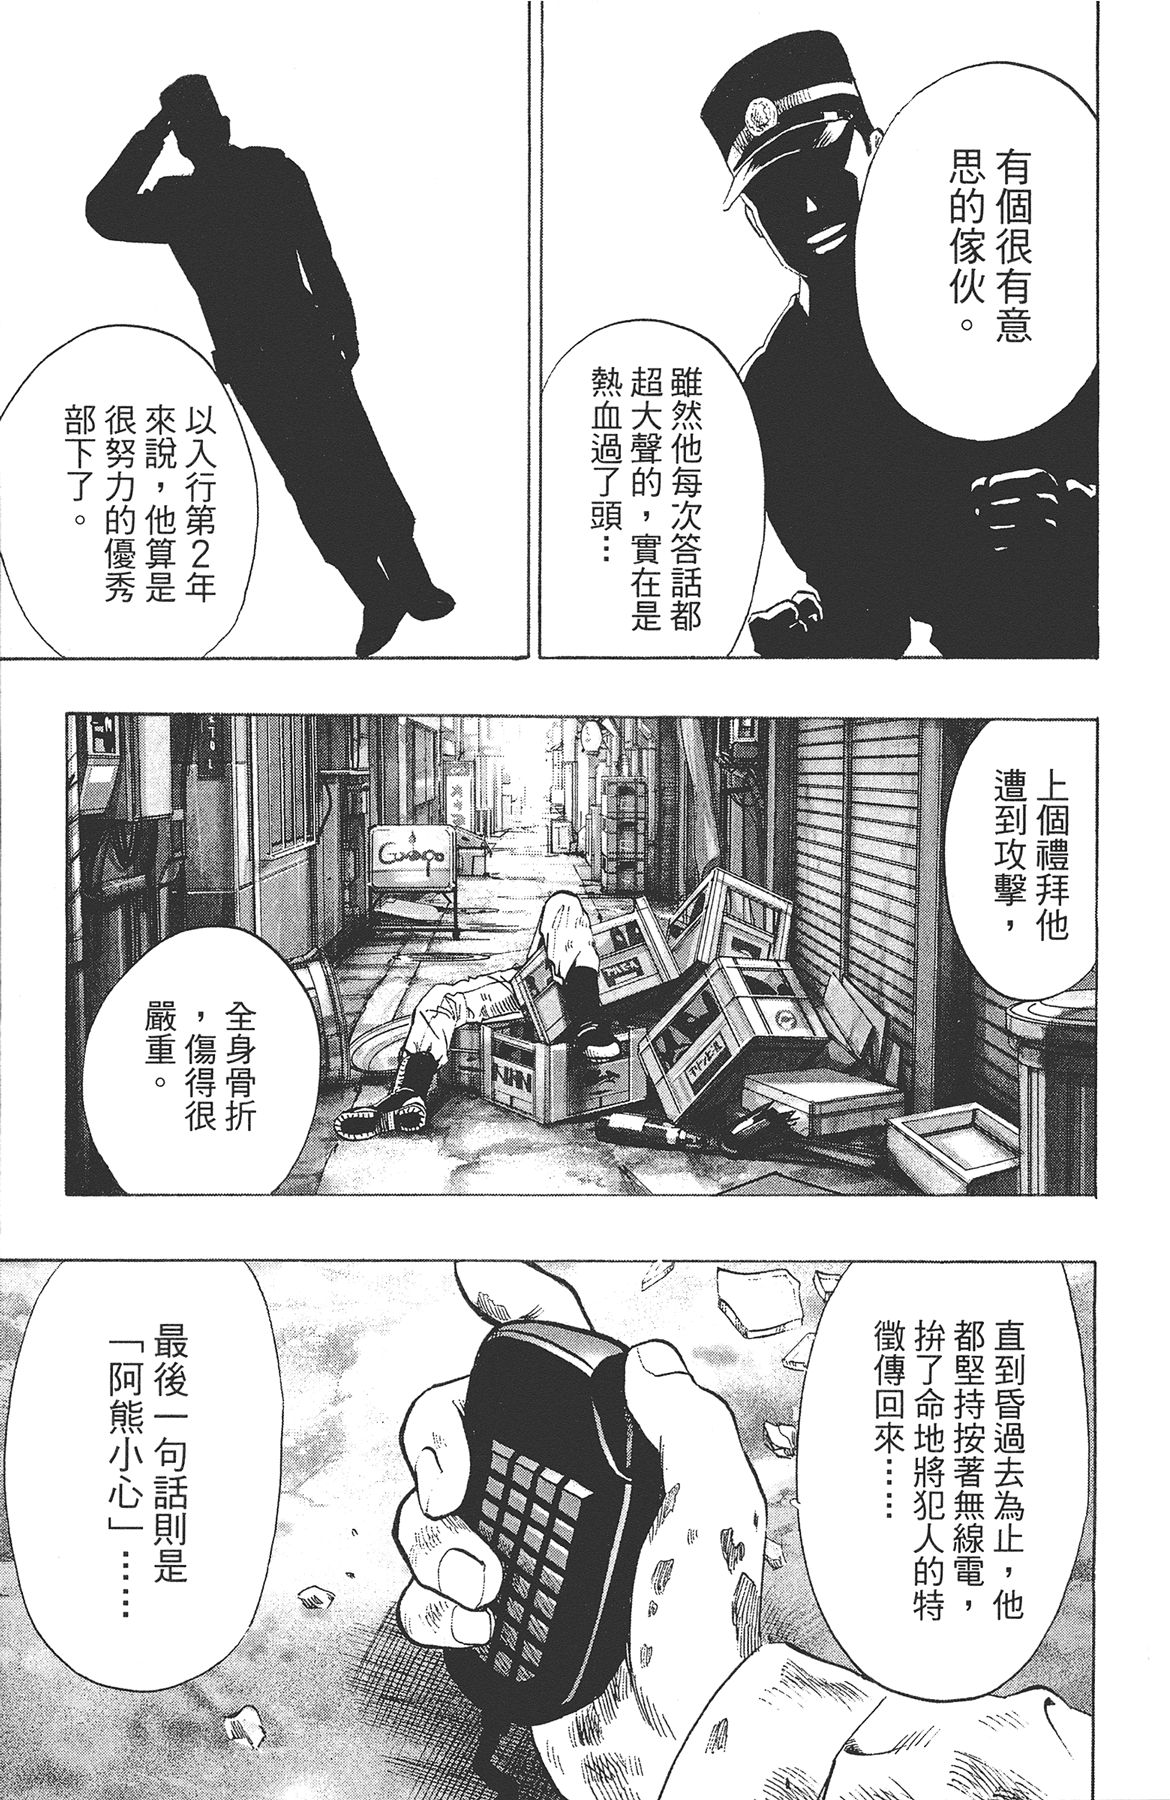 有個很有意
思的傢伙。
雖然他每次答話都
超大聲的，實在是
熱血過了頭…
以入行第2年
來說，他算是
很努力的優秀
部下了。
上個禮拜他
遭到攻擊，
全身骨折
，傷得很
嚴重。
直到昏過去為止，他
都堅持按著無線電，
拚了命地將犯人的特
徵傳回來……
最後一句話則是
「阿熊小心」……